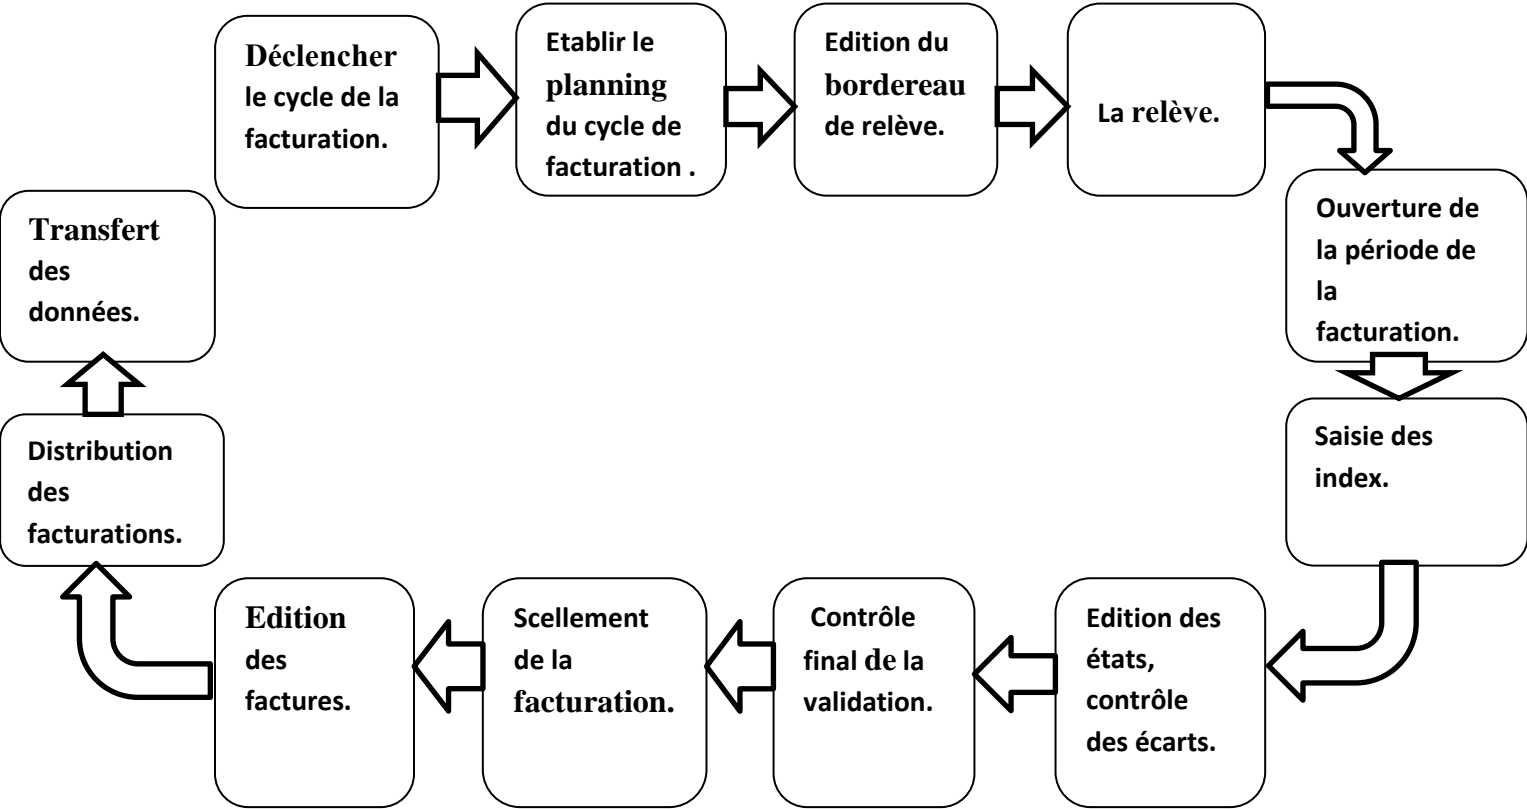 Déclencher
le cycle de la
facturation.
Etablir le
planning
du cycle de
facturation .
Edition du
bordereau
de relève.
La relève.
Ouverture de
la période de
la
facturation.
Saisie des
index.
Edition des
états,
contrôle
des écarts.
Contrôle
final de la
validation.
Scellement
de la
facturation.
Edition
des
factures.
Distribution
des
facturations.
Transfert
des
données.